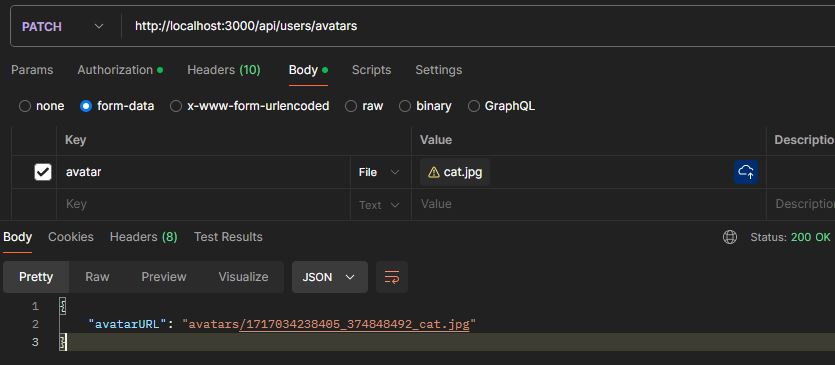 PATCH http://localhost:3000/api/users/avatars
Params Authorization Headers (10) Body Scripts Settings
none form-data x-www-form-urlencoded raw binary GraphQL
Key Value Descriptio
avatar File cat.jpg
Key Text Value Description
Body Cookies Headers (8) Test Results Status: 200 OK
Pretty Raw Preview Visualize JSON
1 {
2 "avatarURL": "avatars/1717034238405_374848492_cat.jpg"
3 }